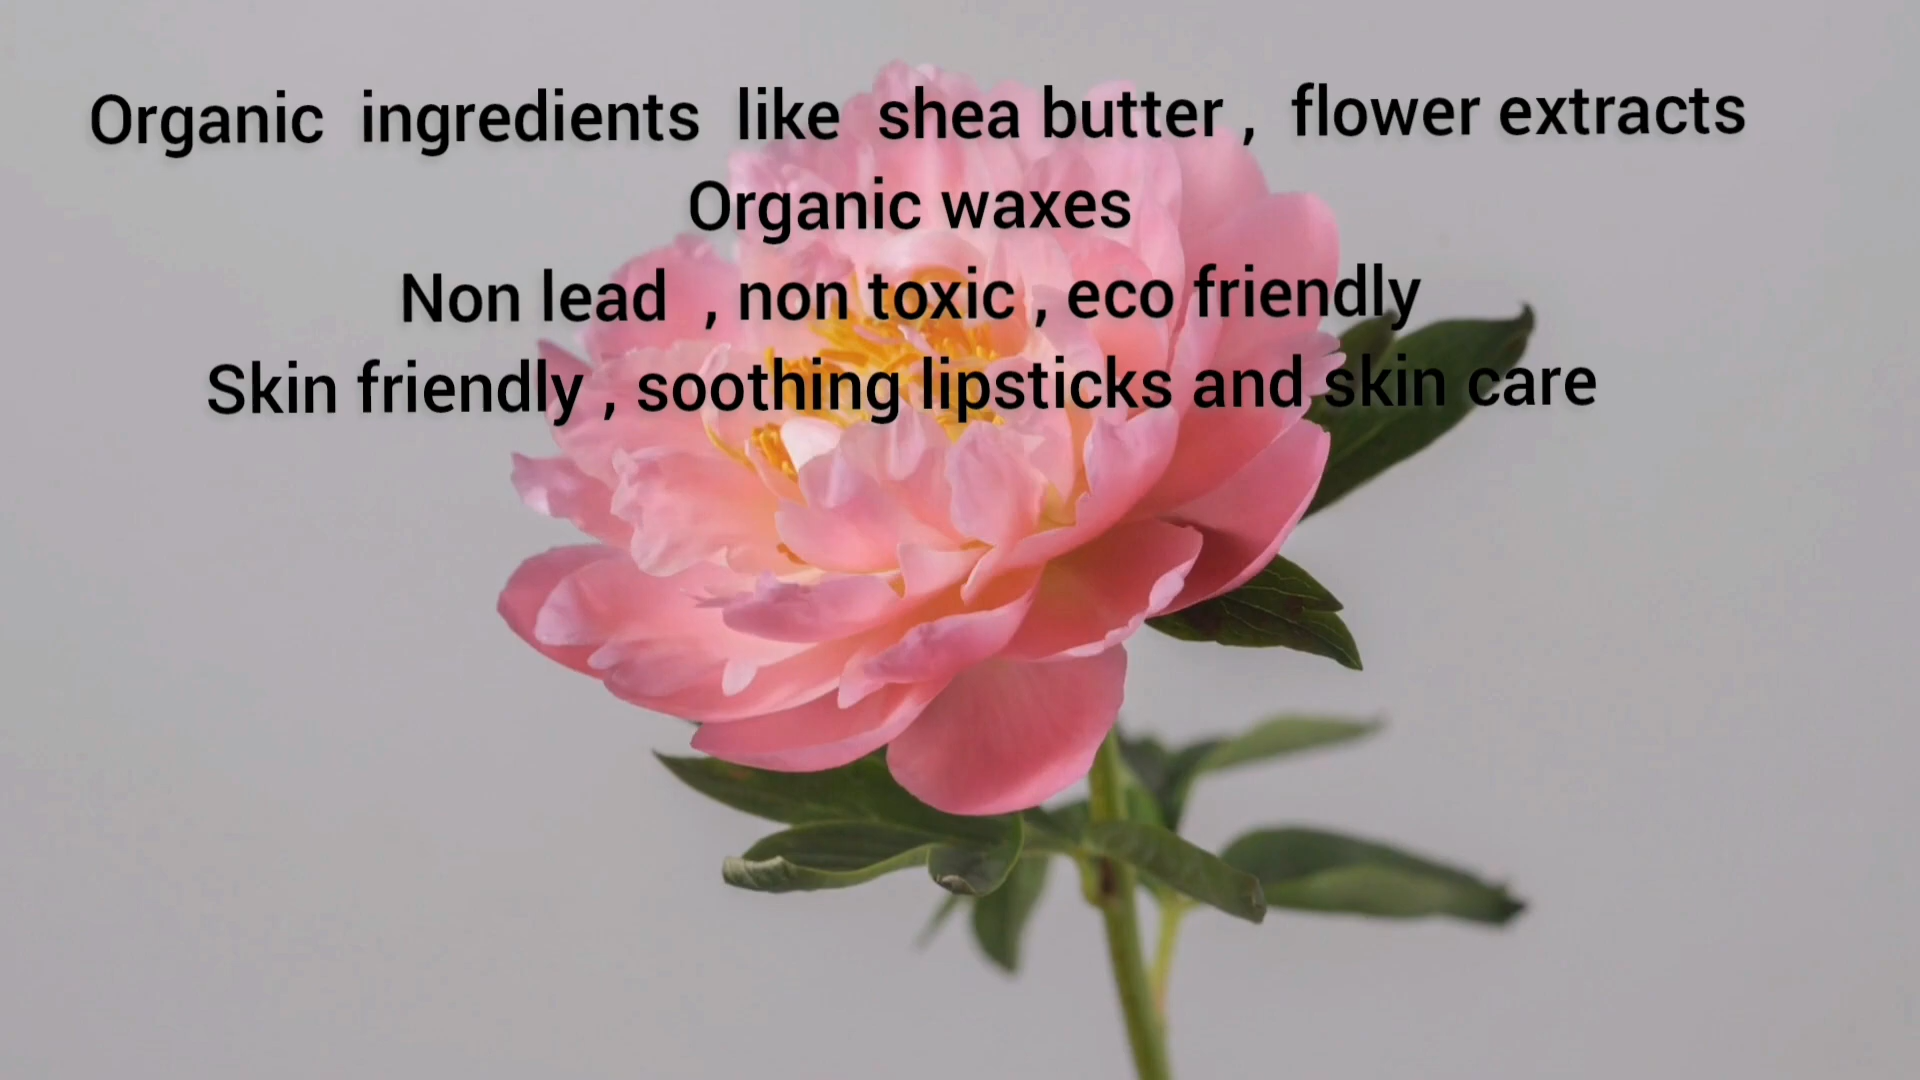 Organic ingredients like shea butter , flower extracts
Organic waxes
Non lead , non toxic , eco friendly
Skin friendly , soothing lipsticks and skin care